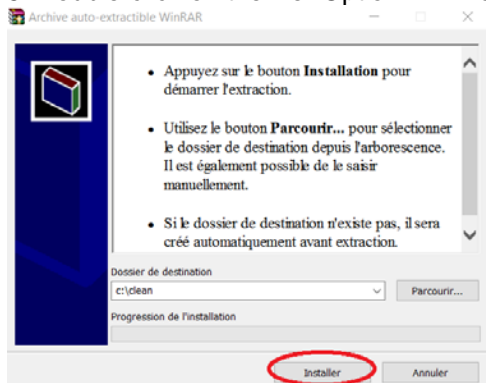 Archive auto-extractible WinRAR
• Appuyez sur le bouton Installation pour
démarrer l'extraction.
• Utilisez le bouton Parcourir... pour sélectionner
le dossier de destination depuis l'arborescence.
Il est également possible de le saisir
manuellement.
• Si le dossier de destination n'existe pas, il sera
créé automatiquement avant extraction.
Dossier de destination
c:\clean
Parcourir...
Progression de l'installation
Installer
Annuler